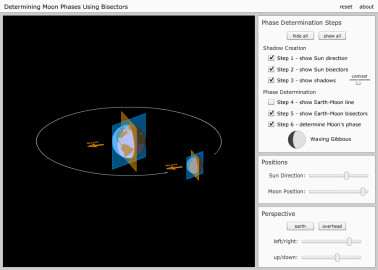 Determining Moon Phases Using Bisectors
reset about
Phase Determination Steps
hide all show all
Shadow Creation
Step 1 - show Sun direction
Step 2 - show Sun bisectors
Step 3 - show shadows
contrast
Phase Determination
Step 4 - show Earth-Moon line
Step 5 - show Earth-Moon bisectors
Step 6 - determine Moon's phase
Waxing Gibbous
Positions
Sun Direction:
Moon Position:
Perspective
earth overhead
left/right:
up/down: